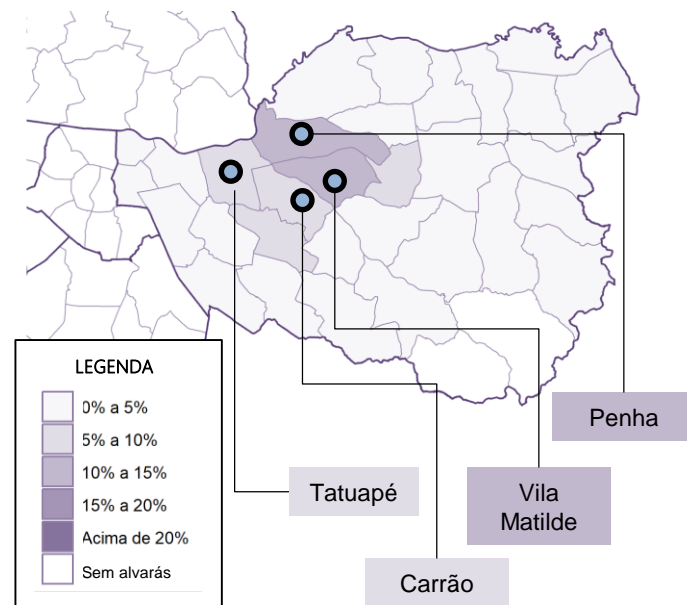 LEGENDA
0% a 5%
5% a 10%
10% a 15%
15% a 20%
Acima de 20%
Sem alvarás
Penha
Tatuapé
Vila
Matilde
Carrão